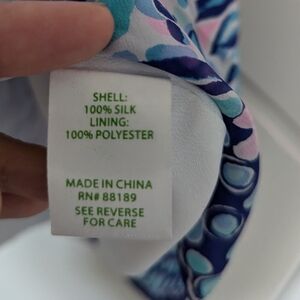 SHELL:
100% SILK
LINING:
100% POLYESTER
MADE IN CHINA
RN# 88189
SEE REVERSE
FOR CARE